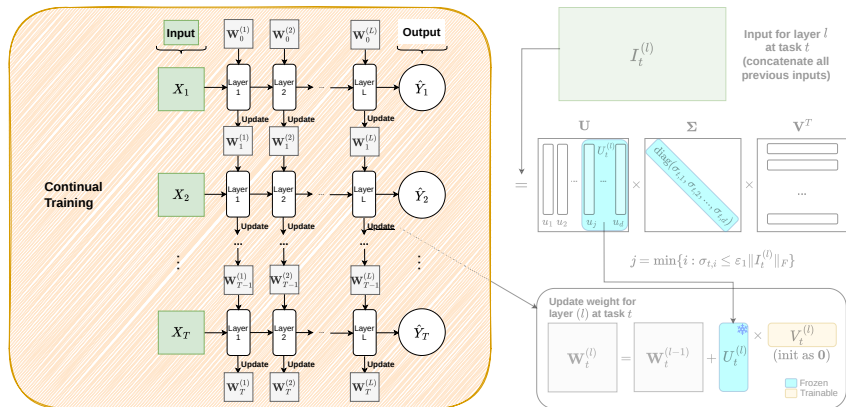 Continual
Training
Input
Output
W_0^{(1)} W_0^{(2)} W_0^{(L)}
X_1 Layer 1 Layer 2 ... Layer L Ŷ_1
Update Update
W_1^{(1)} W_1^{(2)} W_1^{(L)}
X_2 Layer 1 Layer 2 ... Layer L Ŷ_2
Update Update
... ... ...
⋮ ⋮
W_{T-1}^{(1)} W_{T-1}^{(2)} W_{T-1}^{(L)}
X_T Layer 1 Layer 2 ... Layer L Ŷ_T
Update Update
W_T^{(1)} W_T^{(2)} W_T^{(L)}
I_t^{(l)}
Input for layer l
at task t
(concatenate all
previous inputs)
U Σ V^T
= ... ... U_t^{(l)} × diag(σ_{t,1}, σ_{t,2}, ..., σ_{t,d}) × ...
u_1 u_2 u_j u_d
j = min{i : σ_{t,i} ≤ ε_1 ‖I_t^{(l)}‖_F}
Update weight for
layer (l) at task t
W_t^{(l)} = W_t^{(l-1)} + U_t^{(l)} × V_t^{(l)}
(init as 0)
Frozen
Trainable